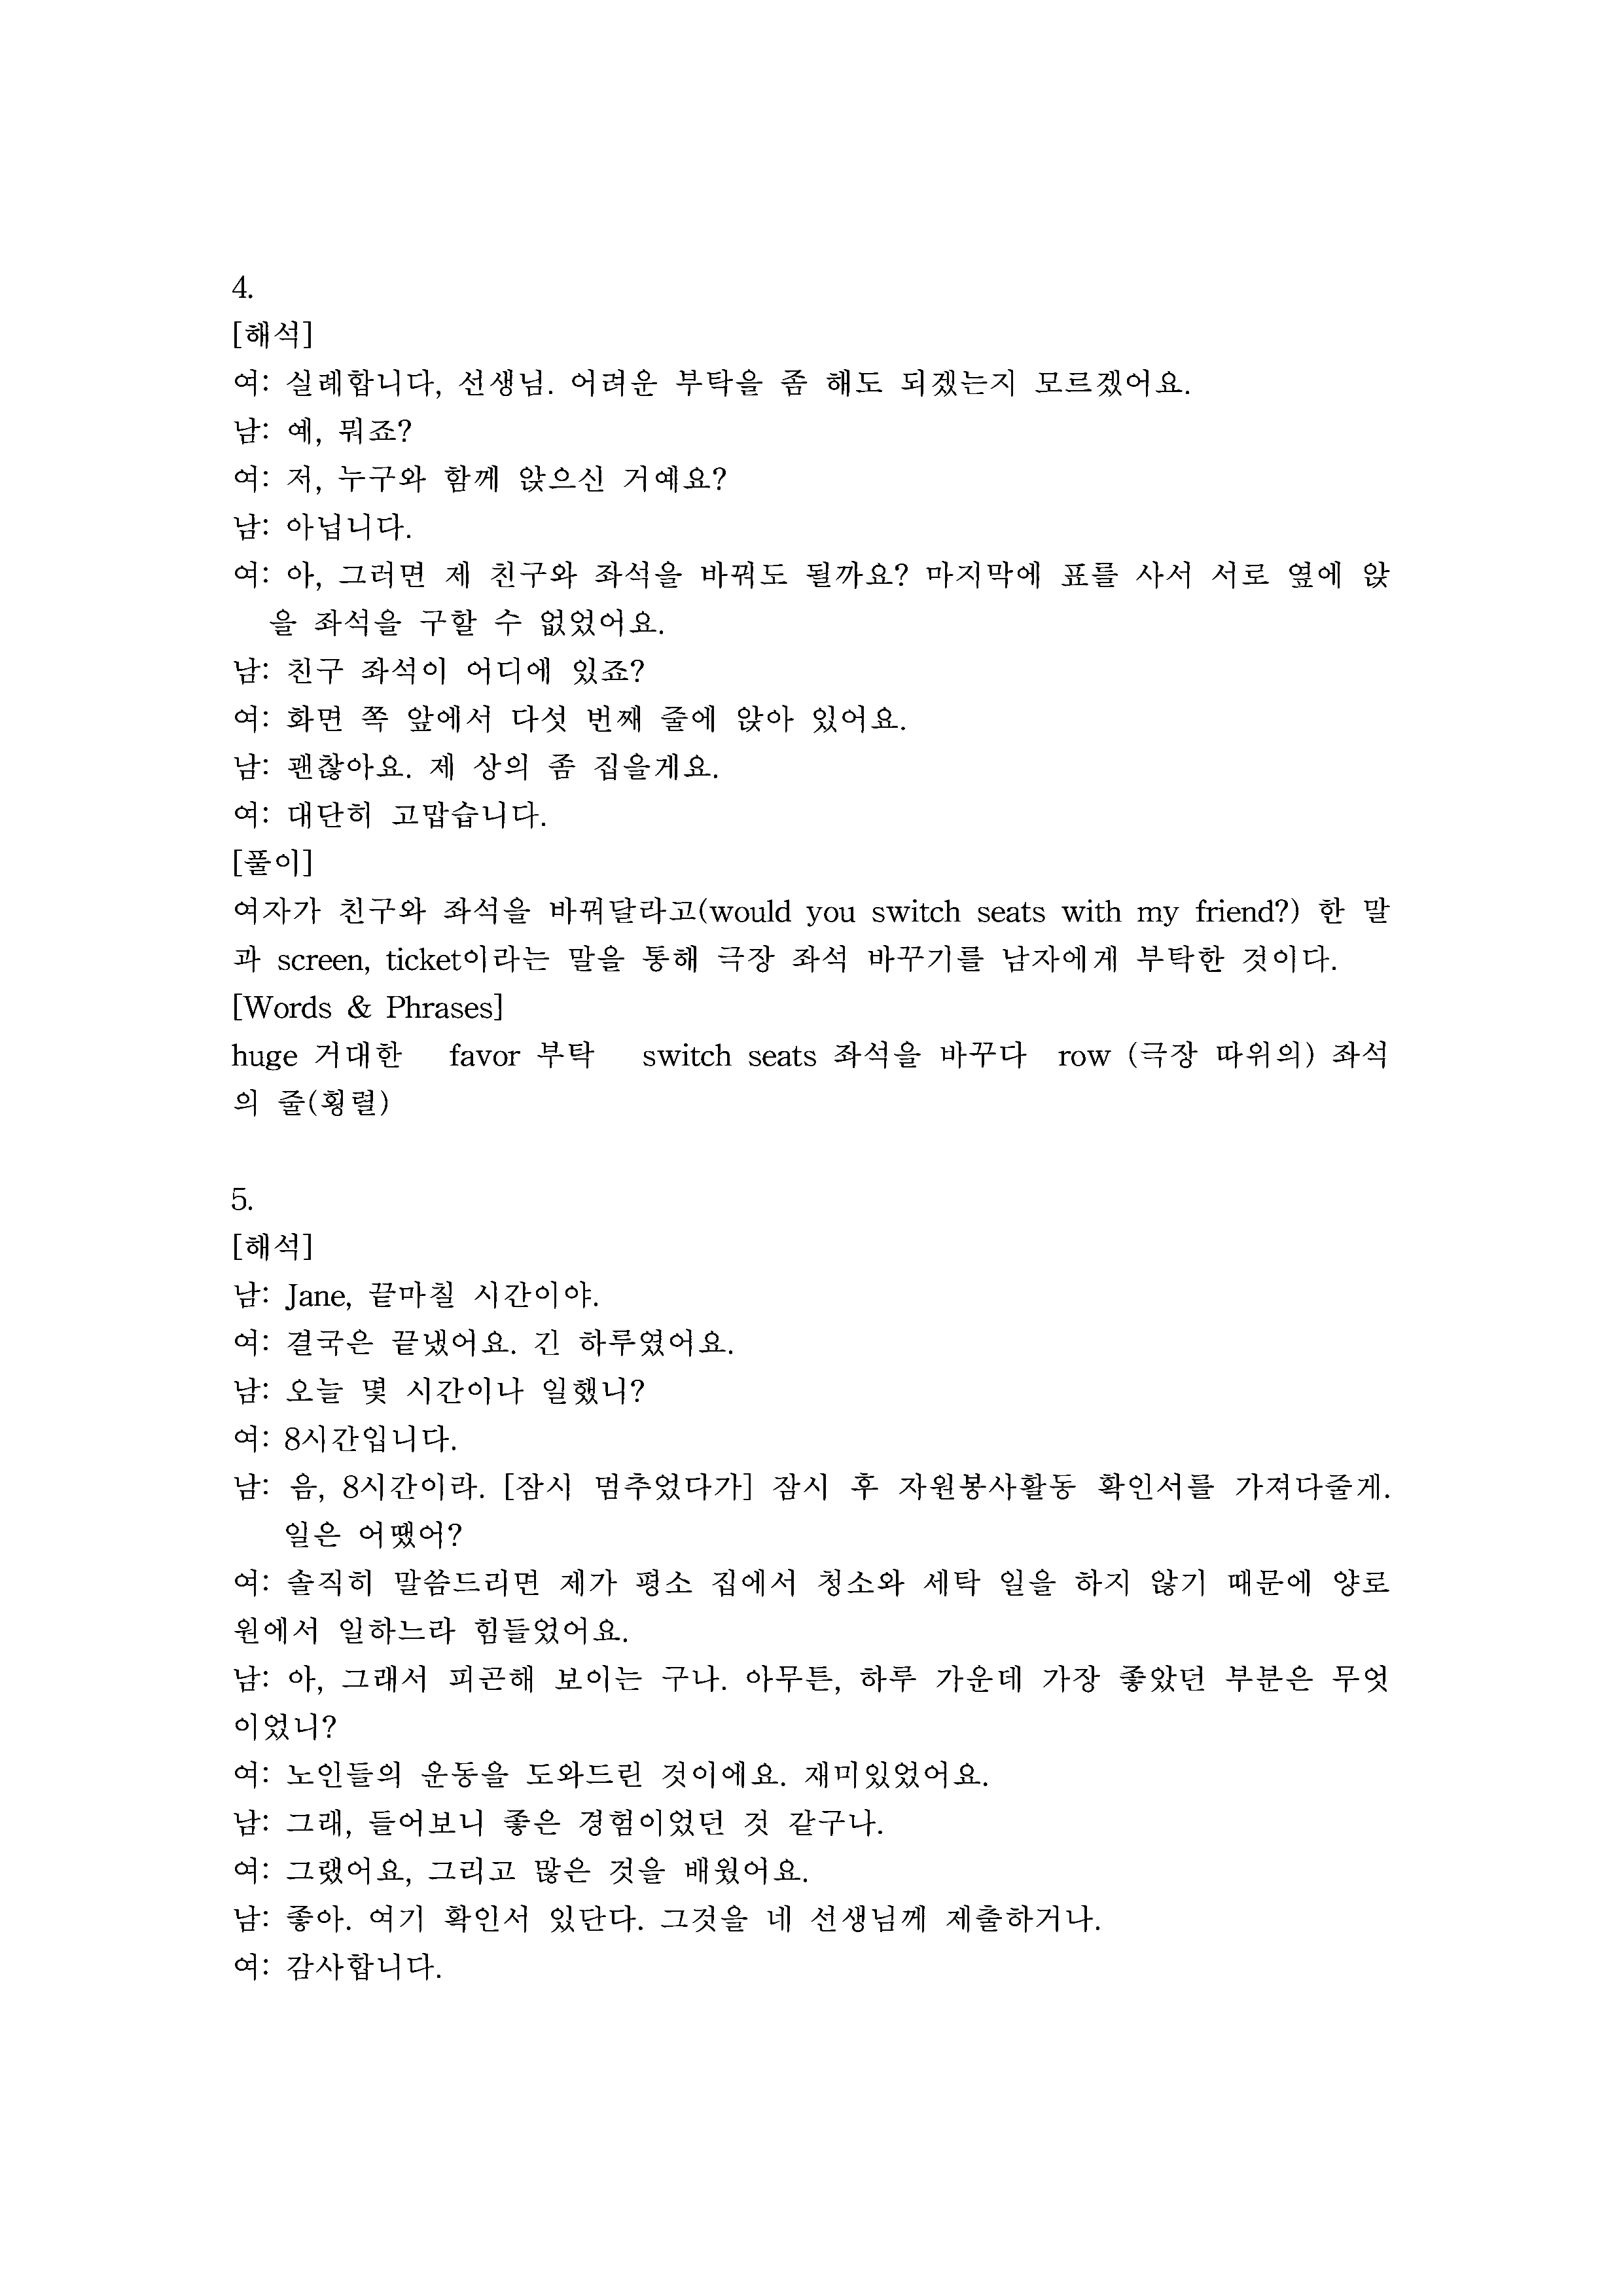 4.
[해석]
여: 실례합니다, 선생님. 어려운 부탁을 좀 해도 되겠는지 모르겠어요.
남: 예, 뭐죠?
여: 저, 누구와 함께 앉으신 거예요?
남: 아닙니다.
여: 아, 그러면 제 친구와 좌석을 바꿔도 될까요? 마지막에 표를 사서 서로 옆에 앉
을 좌석을 구할 수 없었어요.
남: 친구 좌석이 어디에 있죠?
여: 화면 쪽 앞에서 다섯 번째 줄에 앉아 있어요.
남: 괜찮아요. 제 상의 좀 집을게요.
여: 대단히 고맙습니다.
[풀이]
여자가 친구와 좌석을 바꿔달라고(would you switch seats with my friend?) 한 말
과 screen, ticket이라는 말을 통해 극장 좌석 바꾸기를 남자에게 부탁한 것이다.
[Words & Phrases]
huge 거대한 favor 부탁 switch seats 좌석을 바꾸다 row (극장 따위의) 좌석
의 줄(횡렬)
5.
[해석]
남: Jane, 끝마칠 시간이야.
여: 결국은 끝냈어요. 긴 하루였어요.
남: 오늘 몇 시간이나 일했니?
여: 8시간입니다.
남: 음, 8시간이라. [잠시 멈추었다가] 잠시 후 자원봉사활동 확인서를 가져다줄게.
일은 어땠어?
여: 솔직히 말씀드리면 제가 평소 집에서 청소와 세탁 일을 하지 않기 때문에 양로
원에서 일하느라 힘들었어요.
남: 아, 그래서 피곤해 보이는 구나. 아무튼, 하루 가운데 가장 좋았던 부분은 무엇
이었니?
여: 노인들의 운동을 도와드린 것이에요. 재미있었어요.
남: 그래, 들어보니 좋은 경험이었던 것 같구나.
여: 그랬어요, 그리고 많은 것을 배웠어요.
남: 좋아. 여기 확인서 있단다. 그것을 네 선생님께 제출하거나.
여: 감사합니다.